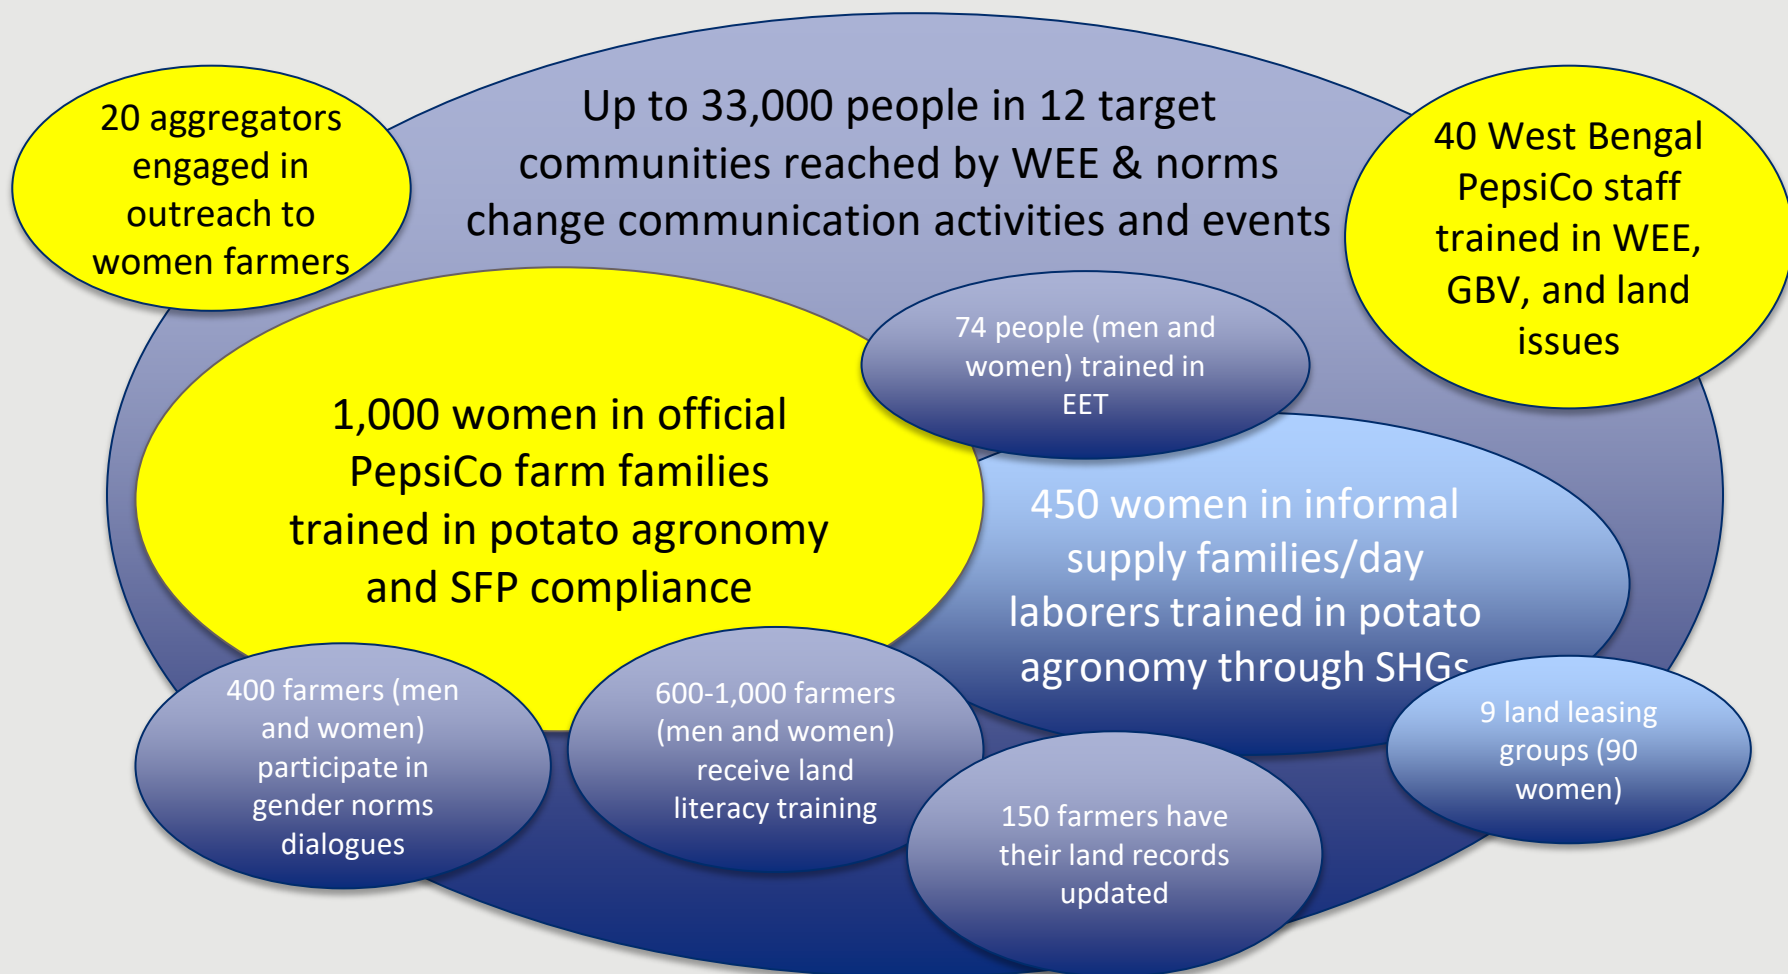 20 aggregators
engaged in
outreach to
women farmers
Up to 33,000 people in 12 target
communities reached by WEE & norms
change communication activities and events
40 West Bengal
PepsiCo staff
trained in WEE,
GBV, and land
issues
74 people (men and
women) trained in
EET
1,000 women in official
PepsiCo farm families
trained in potato agronomy
and SFP compliance
450 women in informal
supply families/day
laborers trained in potato
agronomy through SHGs
400 farmers (men
and women)
participate in
gender norms
dialogues
600-1,000 farmers
(men and women)
receive land
literacy training
150 farmers have
their land records
updated
9 land leasing
groups (90
women)